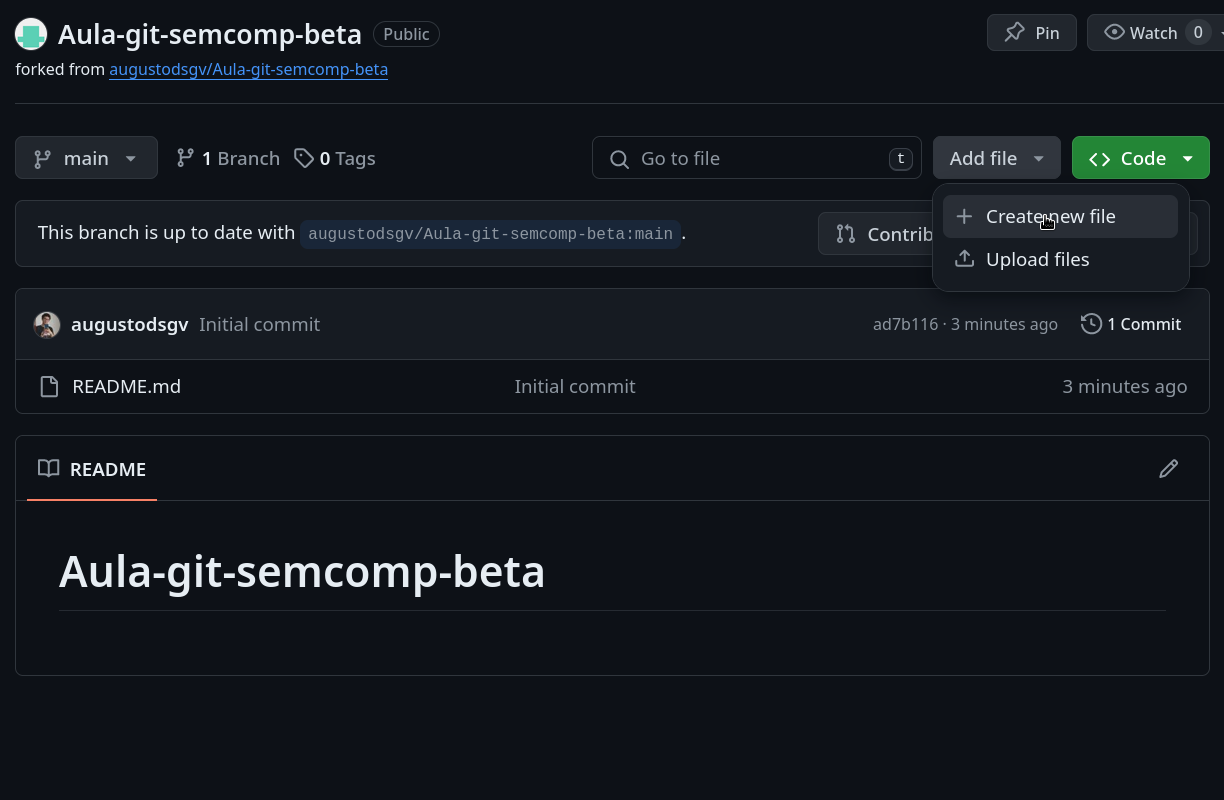 Aula-git-semcomp-beta Public Pin Watch 0
forked from augustodsgv/Aula-git-semcomp-beta
main 1 Branch 0 Tags Go to file t Add file Code
Create new file
This branch is up to date with augustodsgv/Aula-git-semcomp-beta:main. Contrib
Upload files
augustodsgv Initial commit ad7b116 · 3 minutes ago 1 Commit
README.md Initial commit 3 minutes ago
README
Aula-git-semcomp-beta